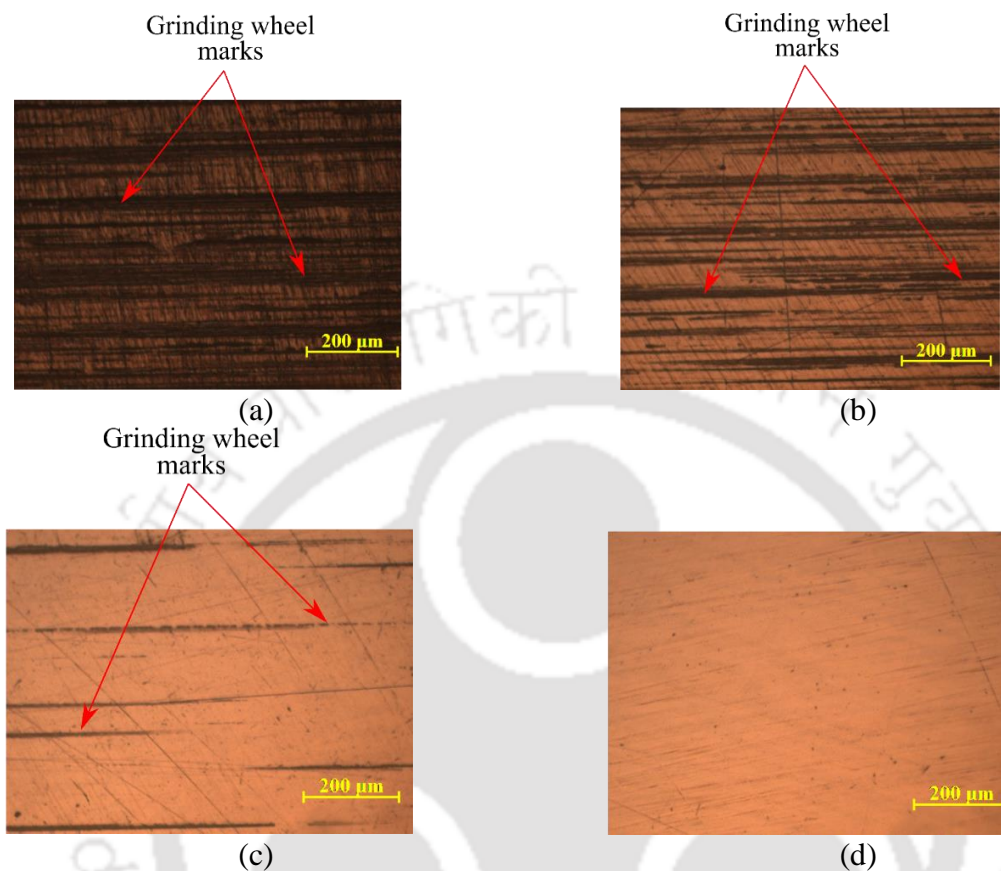 Grinding wheel
marks
Grinding wheel
marks
200 µm
200 µm
(a)
(b)
Grinding wheel
marks
200 µm
200 µm
(c)
(d)